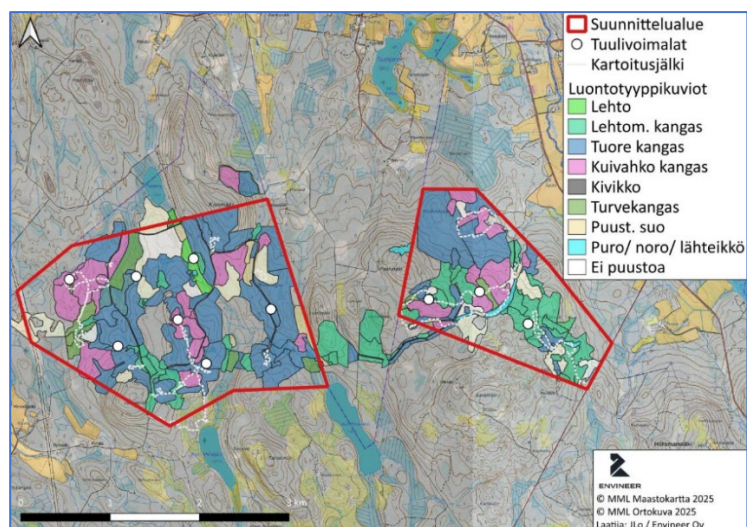 Suunnittelualue
Tuulivoimalat
Kartoitusjälki
Luontotyyppikuviot
Lehto
Lehtom. kangas
Tuore kangas
Kuivahko kangas
Kivikko
Turvekangas
Puust. suo
Puro/ noro/ lähteikkö
Ei puustoa
0 1 2 3 km
ENVINEER
© MML Maastokartta 2025
© MML Ortokuva 2025
Laatija: JLo / Envineer Oy